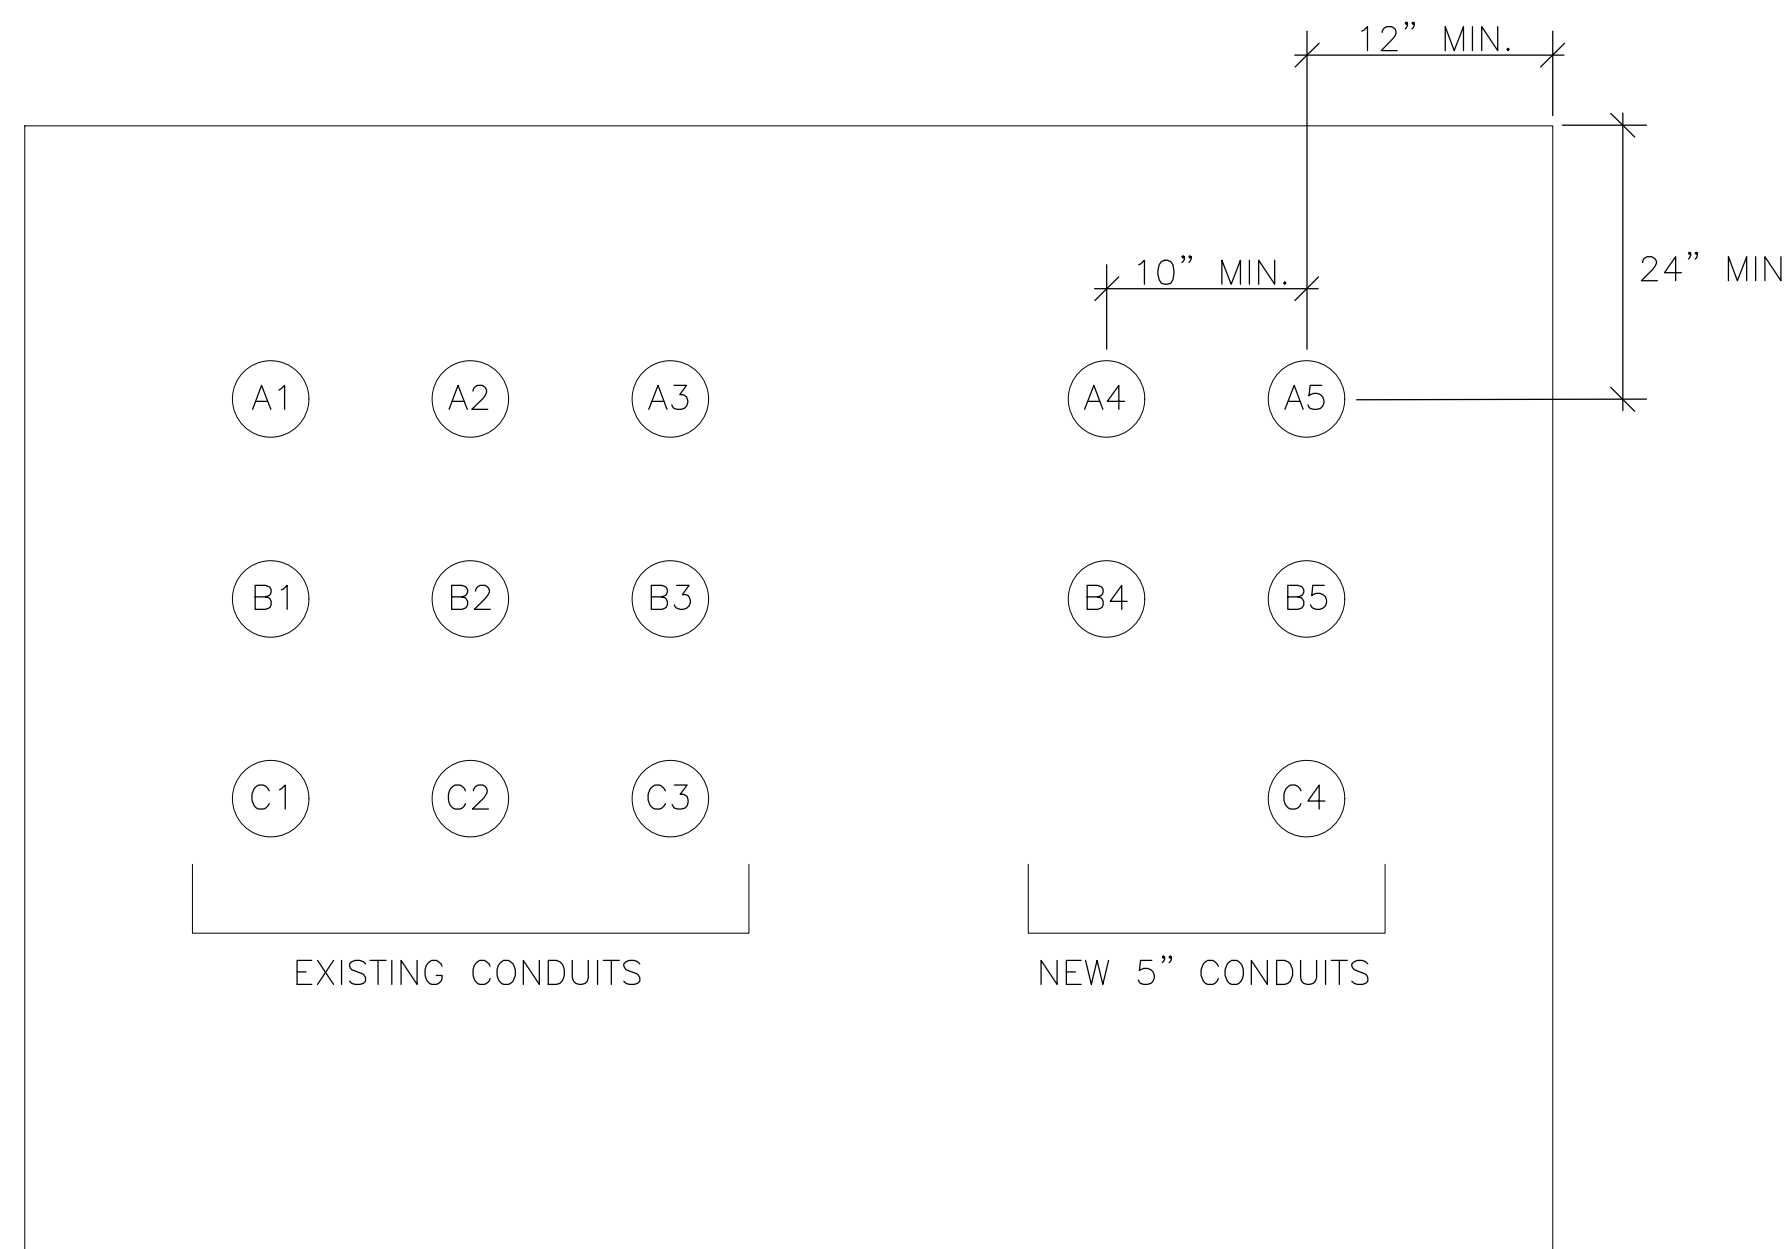 12” MIN.
10” MIN.
24” MIN
A1 A2 A3 A4 A5
B1 B2 B3 B4 B5
C1 C2 C3 C4
EXISTING CONDUITS
NEW 5” CONDUITS